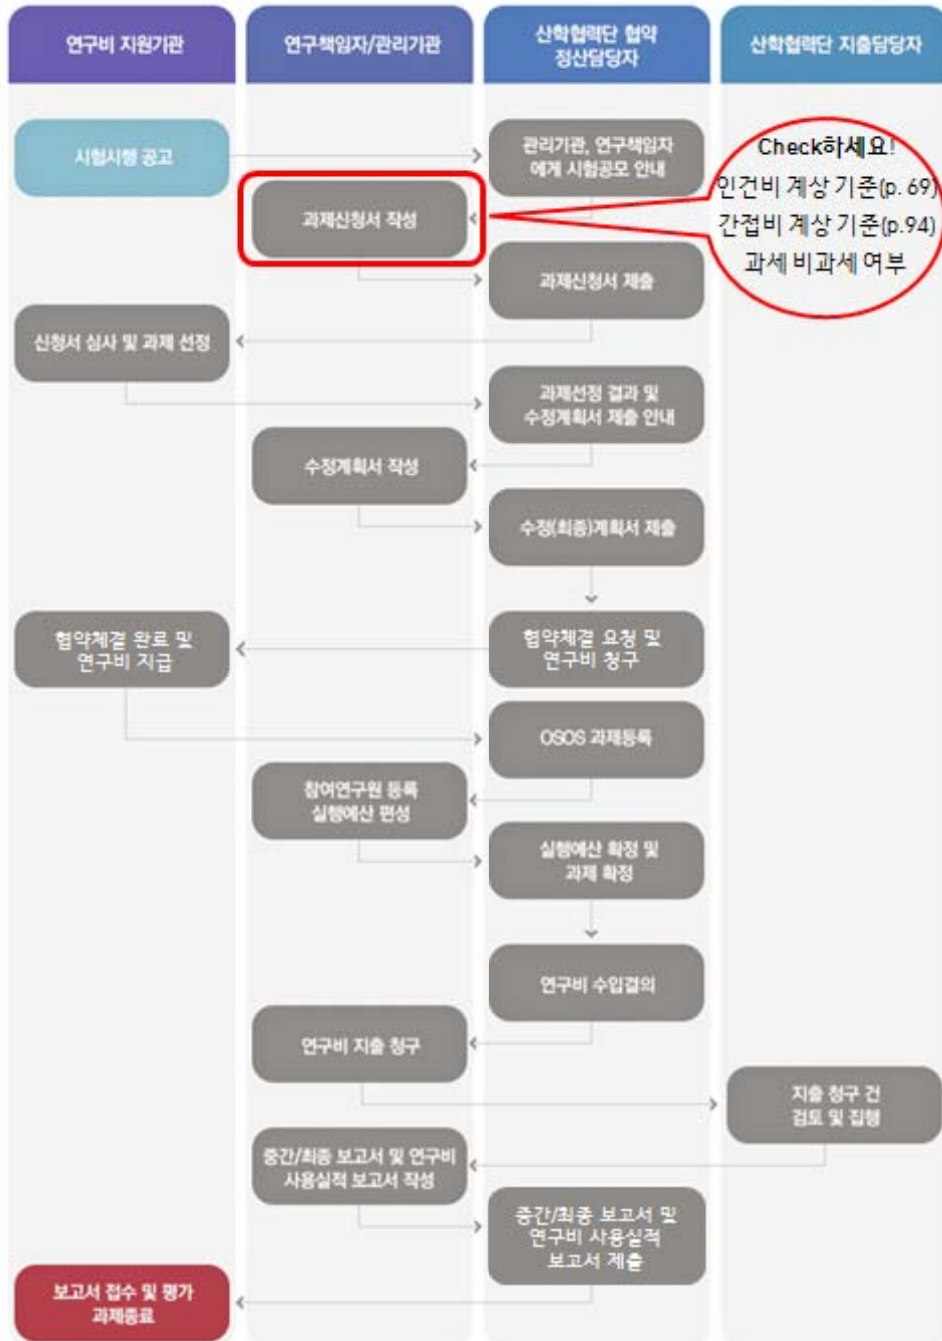 연구비 지원기관
연구책임자/관리기관
산학협력단 협약
정산담당자
산학협력단 지출담당자
시험시행 공고
관리기관, 연구책임자
에게 시험공모 안내
Check하세요!
인건비 계상 기준(p. 69)
간접비 계상 기준(p.94)
과세 비과세 여부
과제신청서 작성
과제신청서 제출
신청서 심사 및 과제 선정
과제선정 결과 및
수정계획서 제출 안내
수정계획서 작성
수정(최종)계획서 제출
협약체결 요청 및
연구비 청구
협약체결 완료 및
연구비 지급
OSOS 과제등록
참여연구원 등록
실행예산 편성
실행예산 확정 및
과제 확정
연구비 수입결의
연구비 지출 청구
지출 청구 건
검토 및 집행
중간/최종 보고서 및 연구비
사용실적 보고서 작성
중간/최종 보고서 및
연구비 사용실적
보고서 제출
보고서 접수 및 평가
과제종료